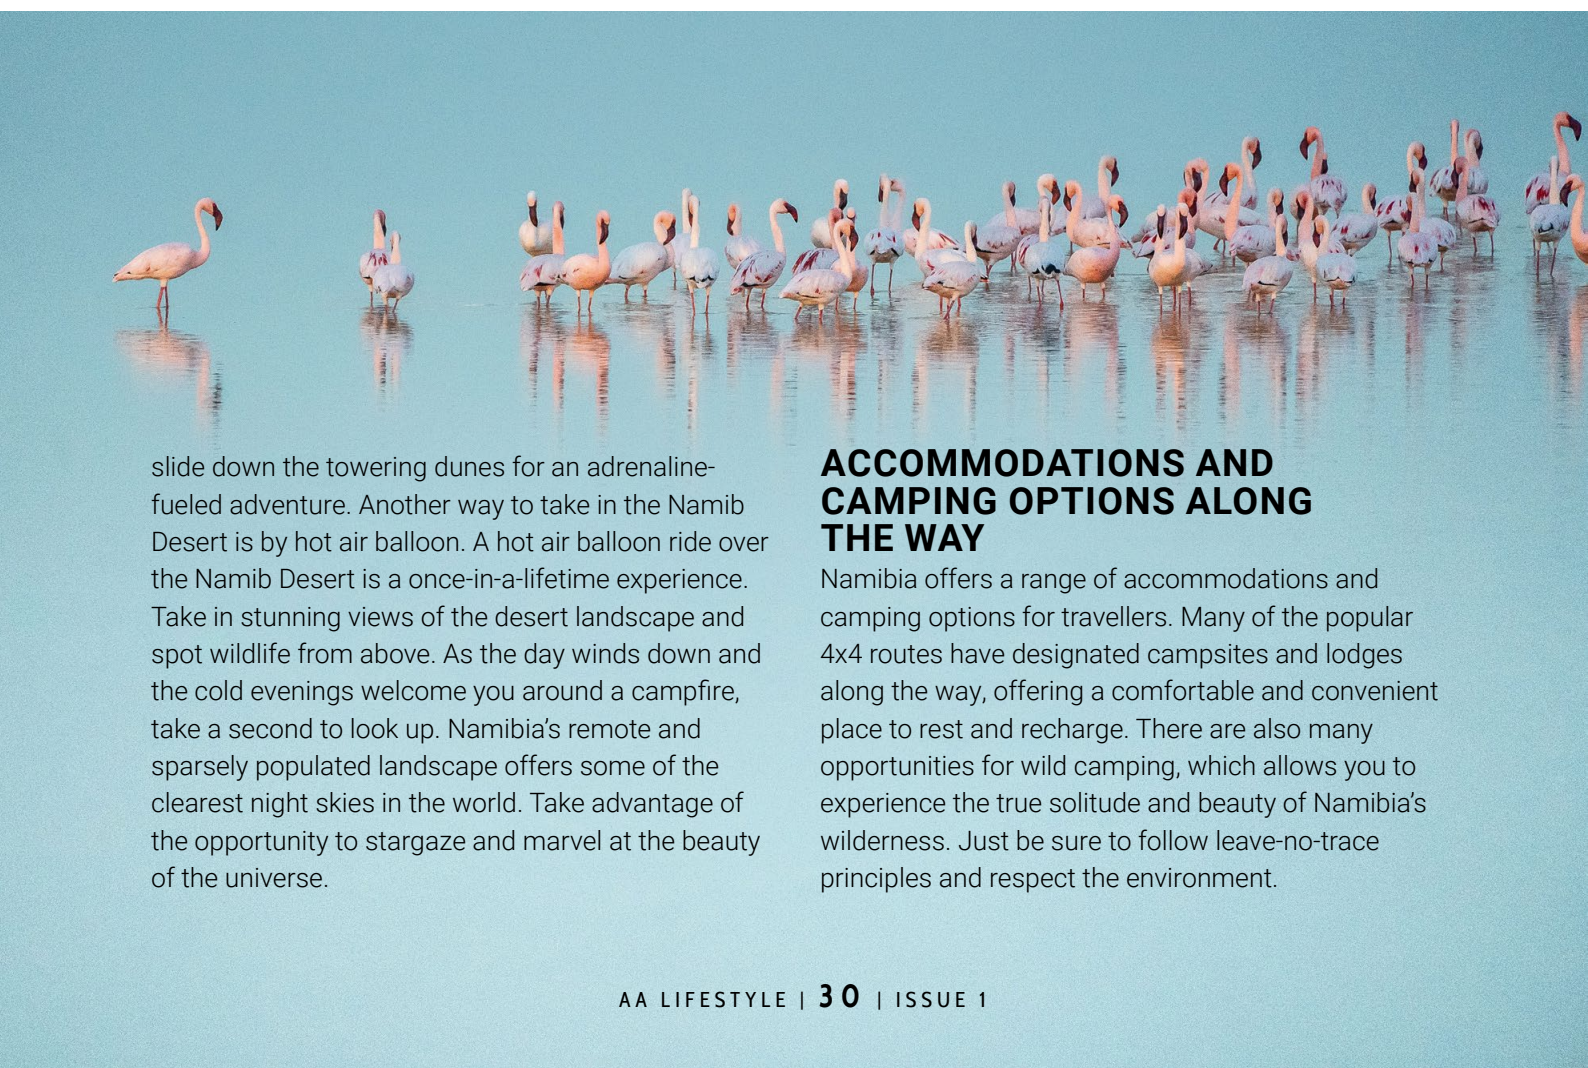 slide down the towering dunes for an adrenaline-
fueled adventure. Another way to take in the Namib
Desert is by hot air balloon. A hot air balloon ride over
the Namib Desert is a once-in-a-lifetime experience.
Take in stunning views of the desert landscape and
spot wildlife from above. As the day winds down and
the cold evenings welcome you around a campfire,
take a second to look up. Namibia’s remote and
sparsely populated landscape offers some of the
clearest night skies in the world. Take advantage of
the opportunity to stargaze and marvel at the beauty
of the universe.
ACCOMMODATIONS AND
CAMPING OPTIONS ALONG
THE WAY
Namibia offers a range of accommodations and
camping options for travellers. Many of the popular
4x4 routes have designated campsites and lodges
along the way, offering a comfortable and convenient
place to rest and recharge. There are also many
opportunities for wild camping, which allows you to
experience the true solitude and beauty of Namibia’s
wilderness. Just be sure to follow leave-no-trace
principles and respect the environment.
AA LIFESTYLE | 30 | ISSUE 1